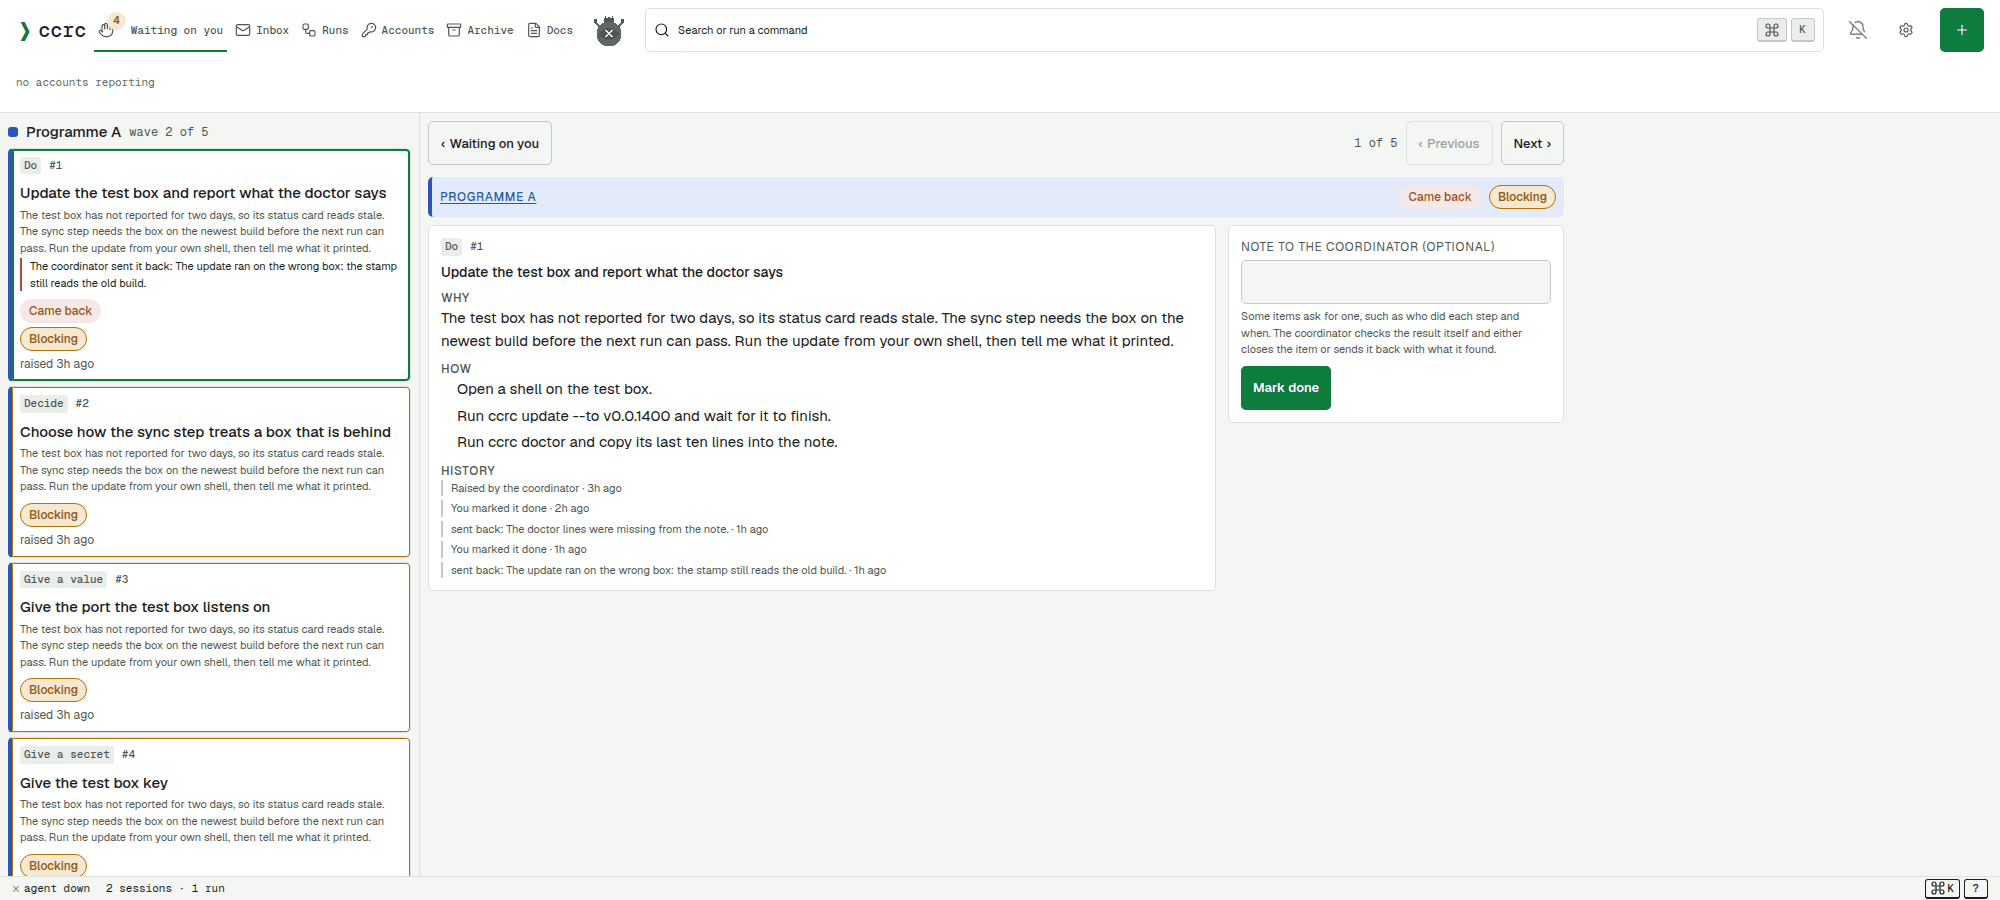 ccrc
4
Waiting on you
Inbox
Runs
Accounts
Archive
Docs
Search or run a command
⌘ K
+
no accounts reporting
Programme A wave 2 of 5
Do #1
Update the test box and report what the doctor says
The test box has not reported for two days, so its status card reads stale.
The sync step needs the box on the newest build before the next run can
pass. Run the update from your own shell, then tell me what it printed.
The coordinator sent it back: The update ran on the wrong box: the stamp
still reads the old build.
Came back
Blocking
raised 3h ago
Decide #2
Choose how the sync step treats a box that is behind
The test box has not reported for two days, so its status card reads stale.
The sync step needs the box on the newest build before the next run can
pass. Run the update from your own shell, then tell me what it printed.
Blocking
raised 3h ago
Give a value #3
Give the port the test box listens on
The test box has not reported for two days, so its status card reads stale.
The sync step needs the box on the newest build before the next run can
pass. Run the update from your own shell, then tell me what it printed.
Blocking
raised 3h ago
Give a secret #4
Give the test box key
The test box has not reported for two days, so its status card reads stale.
The sync step needs the box on the newest build before the next run can
pass. Run the update from your own shell, then tell me what it printed.
Blocking
‹ Waiting on you
1 of 5
‹ Previous
Next ›
PROGRAMME A
Came back
Blocking
Do #1
Update the test box and report what the doctor says
WHY
The test box has not reported for two days, so its status card reads stale. The sync step needs the box on the
newest build before the next run can pass. Run the update from your own shell, then tell me what it printed.
HOW
Open a shell on the test box.
Run ccrc update --to v0.0.1400 and wait for it to finish.
Run ccrc doctor and copy its last ten lines into the note.
HISTORY
Raised by the coordinator · 3h ago
You marked it done · 2h ago
sent back: The doctor lines were missing from the note. · 1h ago
You marked it done · 1h ago
sent back: The update ran on the wrong box: the stamp still reads the old build. · 1h ago
NOTE TO THE COORDINATOR (OPTIONAL)
Some items ask for one, such as who did each step and
when. The coordinator checks the result itself and either
closes the item or sends it back with what it found.
Mark done
× agent down 2 sessions · 1 run
⌘K ?